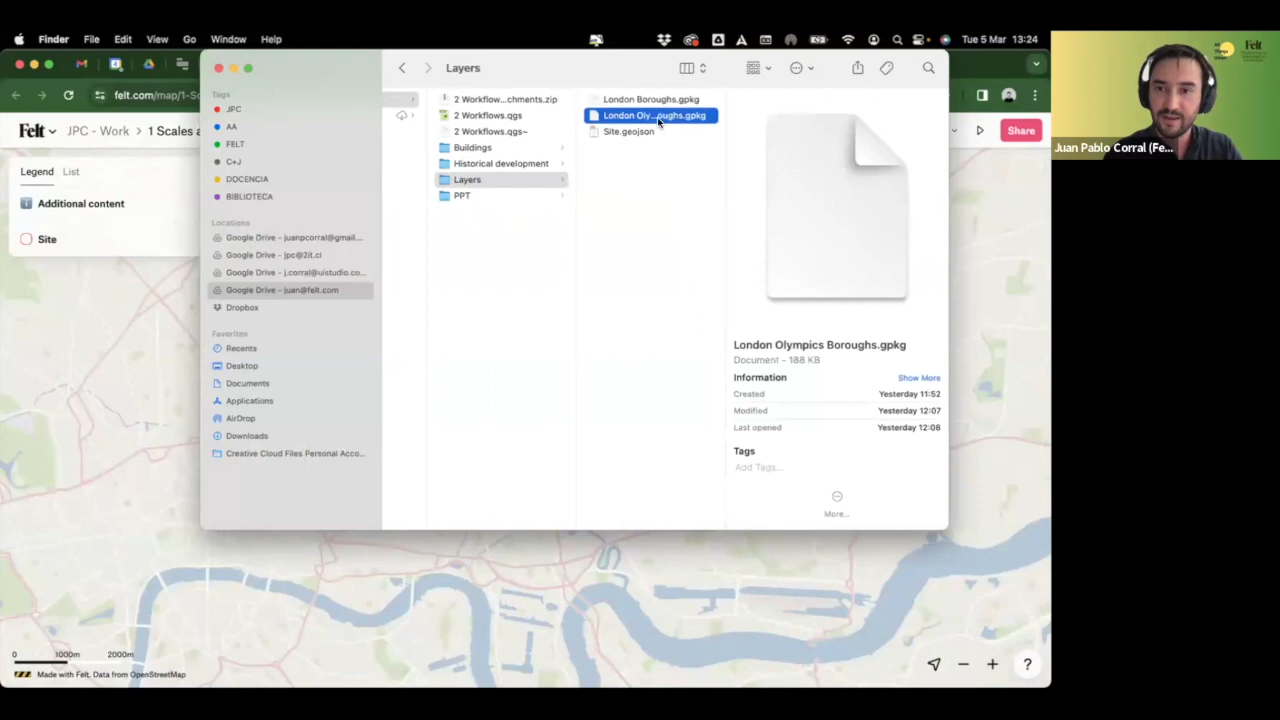 Finder File Edit View Go Window Help
Tue 5 Mar 13:24
felt.com/map/1-S
Felt
JPC - Work > 1 Scales a
Share
Legend List
Additional content
Site
Tags
JPC
AA
FELT
C+J
DOCENCIA
BIBLIOTECA
Locations
Google Drive - juanpcorral@gmail...
Google Drive - jpc@2it.cl
Google Drive - j.corral@uistudio.co...
Google Drive - juan@felt.com
Dropbox
Favorites
Recents
Desktop
Documents
Applications
AirDrop
Downloads
Creative Cloud Files Personal Acco...
Layers
2 Workflow...chments.zip
2 Workflows.qgs
2 Workflows.qgs~
Buildings
Historical development
Layers
PPT
London Boroughs.gpkg
London Oly...oughs.gpkg
Site.geojson
London Olympics Boroughs.gpkg
Document - 188 KB
Information Show More
Created Yesterday 11:52
Modified Yesterday 12:07
Last opened Yesterday 12:08
Tags
Add Tags...
More...
0 1000m 2000m
Made with Felt. Data from OpenStreetMap
?
Felt
Juan Pablo Corral (Fe...